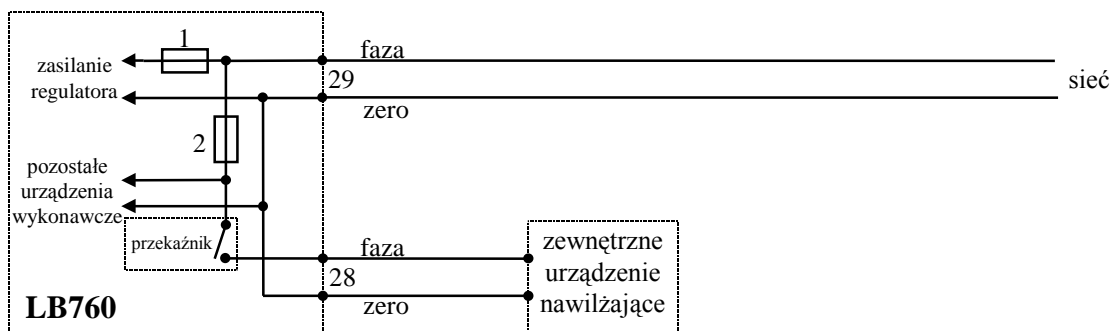 1
faza
zasilanie
regulatora
29
sieć
zero
2
pozostałe
urządzenia
wykonawcze
przekaźnik
faza
zewnętrzne
urządzenie
nawilżające
28
zero
LB760